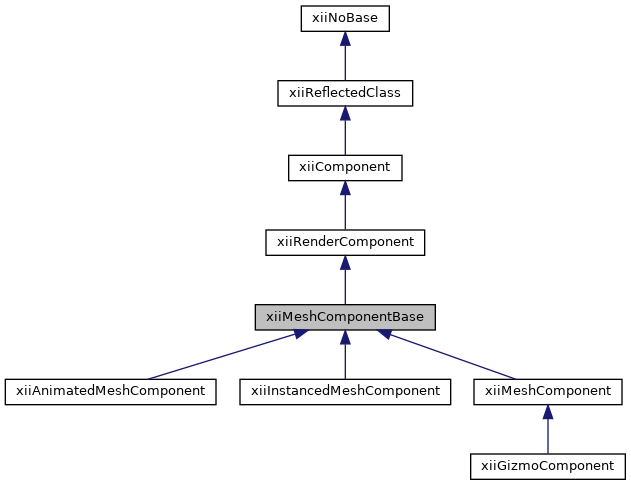 xiiNoBase
xiiReflectedClass
xiiComponent
xiiRenderComponent
xiiMeshComponentBase
xiiAnimatedMeshComponent
xiiInstancedMeshComponent
xiiMeshComponent
xiiGizmoComponent